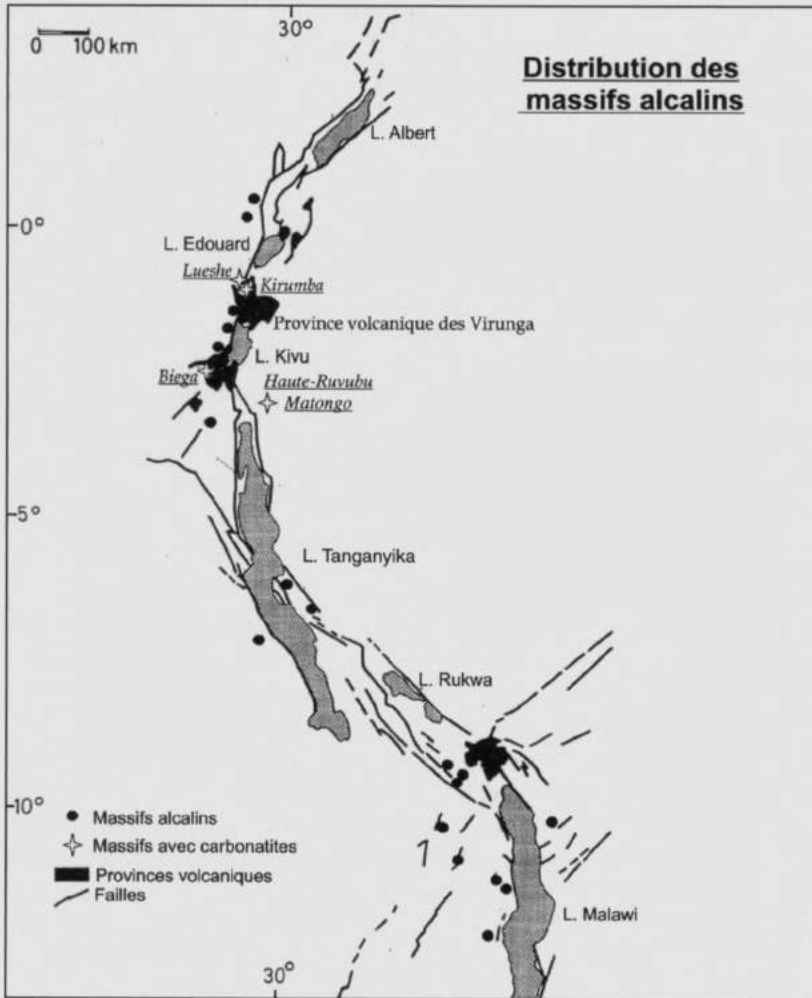 0 100 km
30°
Distribution des
massifs alcalins
L. Albert
0°
L. Edouard
Lueshe
Kirumba
Province volcanique des Virunga
L. Kivu
Biega
Haute-Ruvubu
Matongo
5°
L. Tanganyika
L. Rukwa
10°
Massifs alcalins
Massifs avec carbonatites
Provinces volcaniques
Failles
L. Malawi
30°